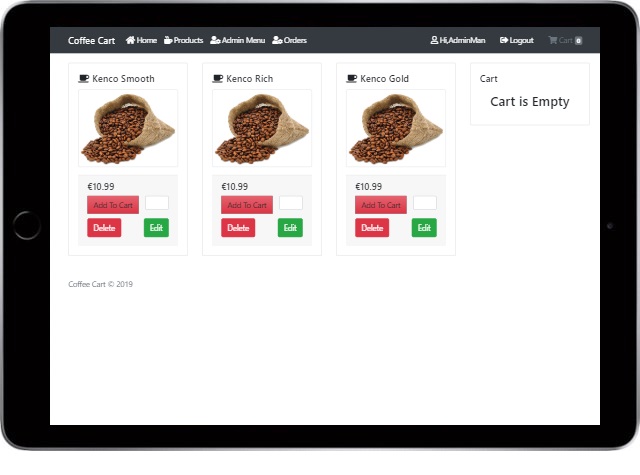 Coffee Cart Home Products Admin Menu Orders Hi,AdminMan Logout Cart 0
Kenco Smooth
€10.99
Add To Cart
Delete Edit
Kenco Rich
€10.99
Add To Cart
Delete Edit
Kenco Gold
€10.99
Add To Cart
Delete Edit
Cart
Cart is Empty
Coffee Cart © 2019